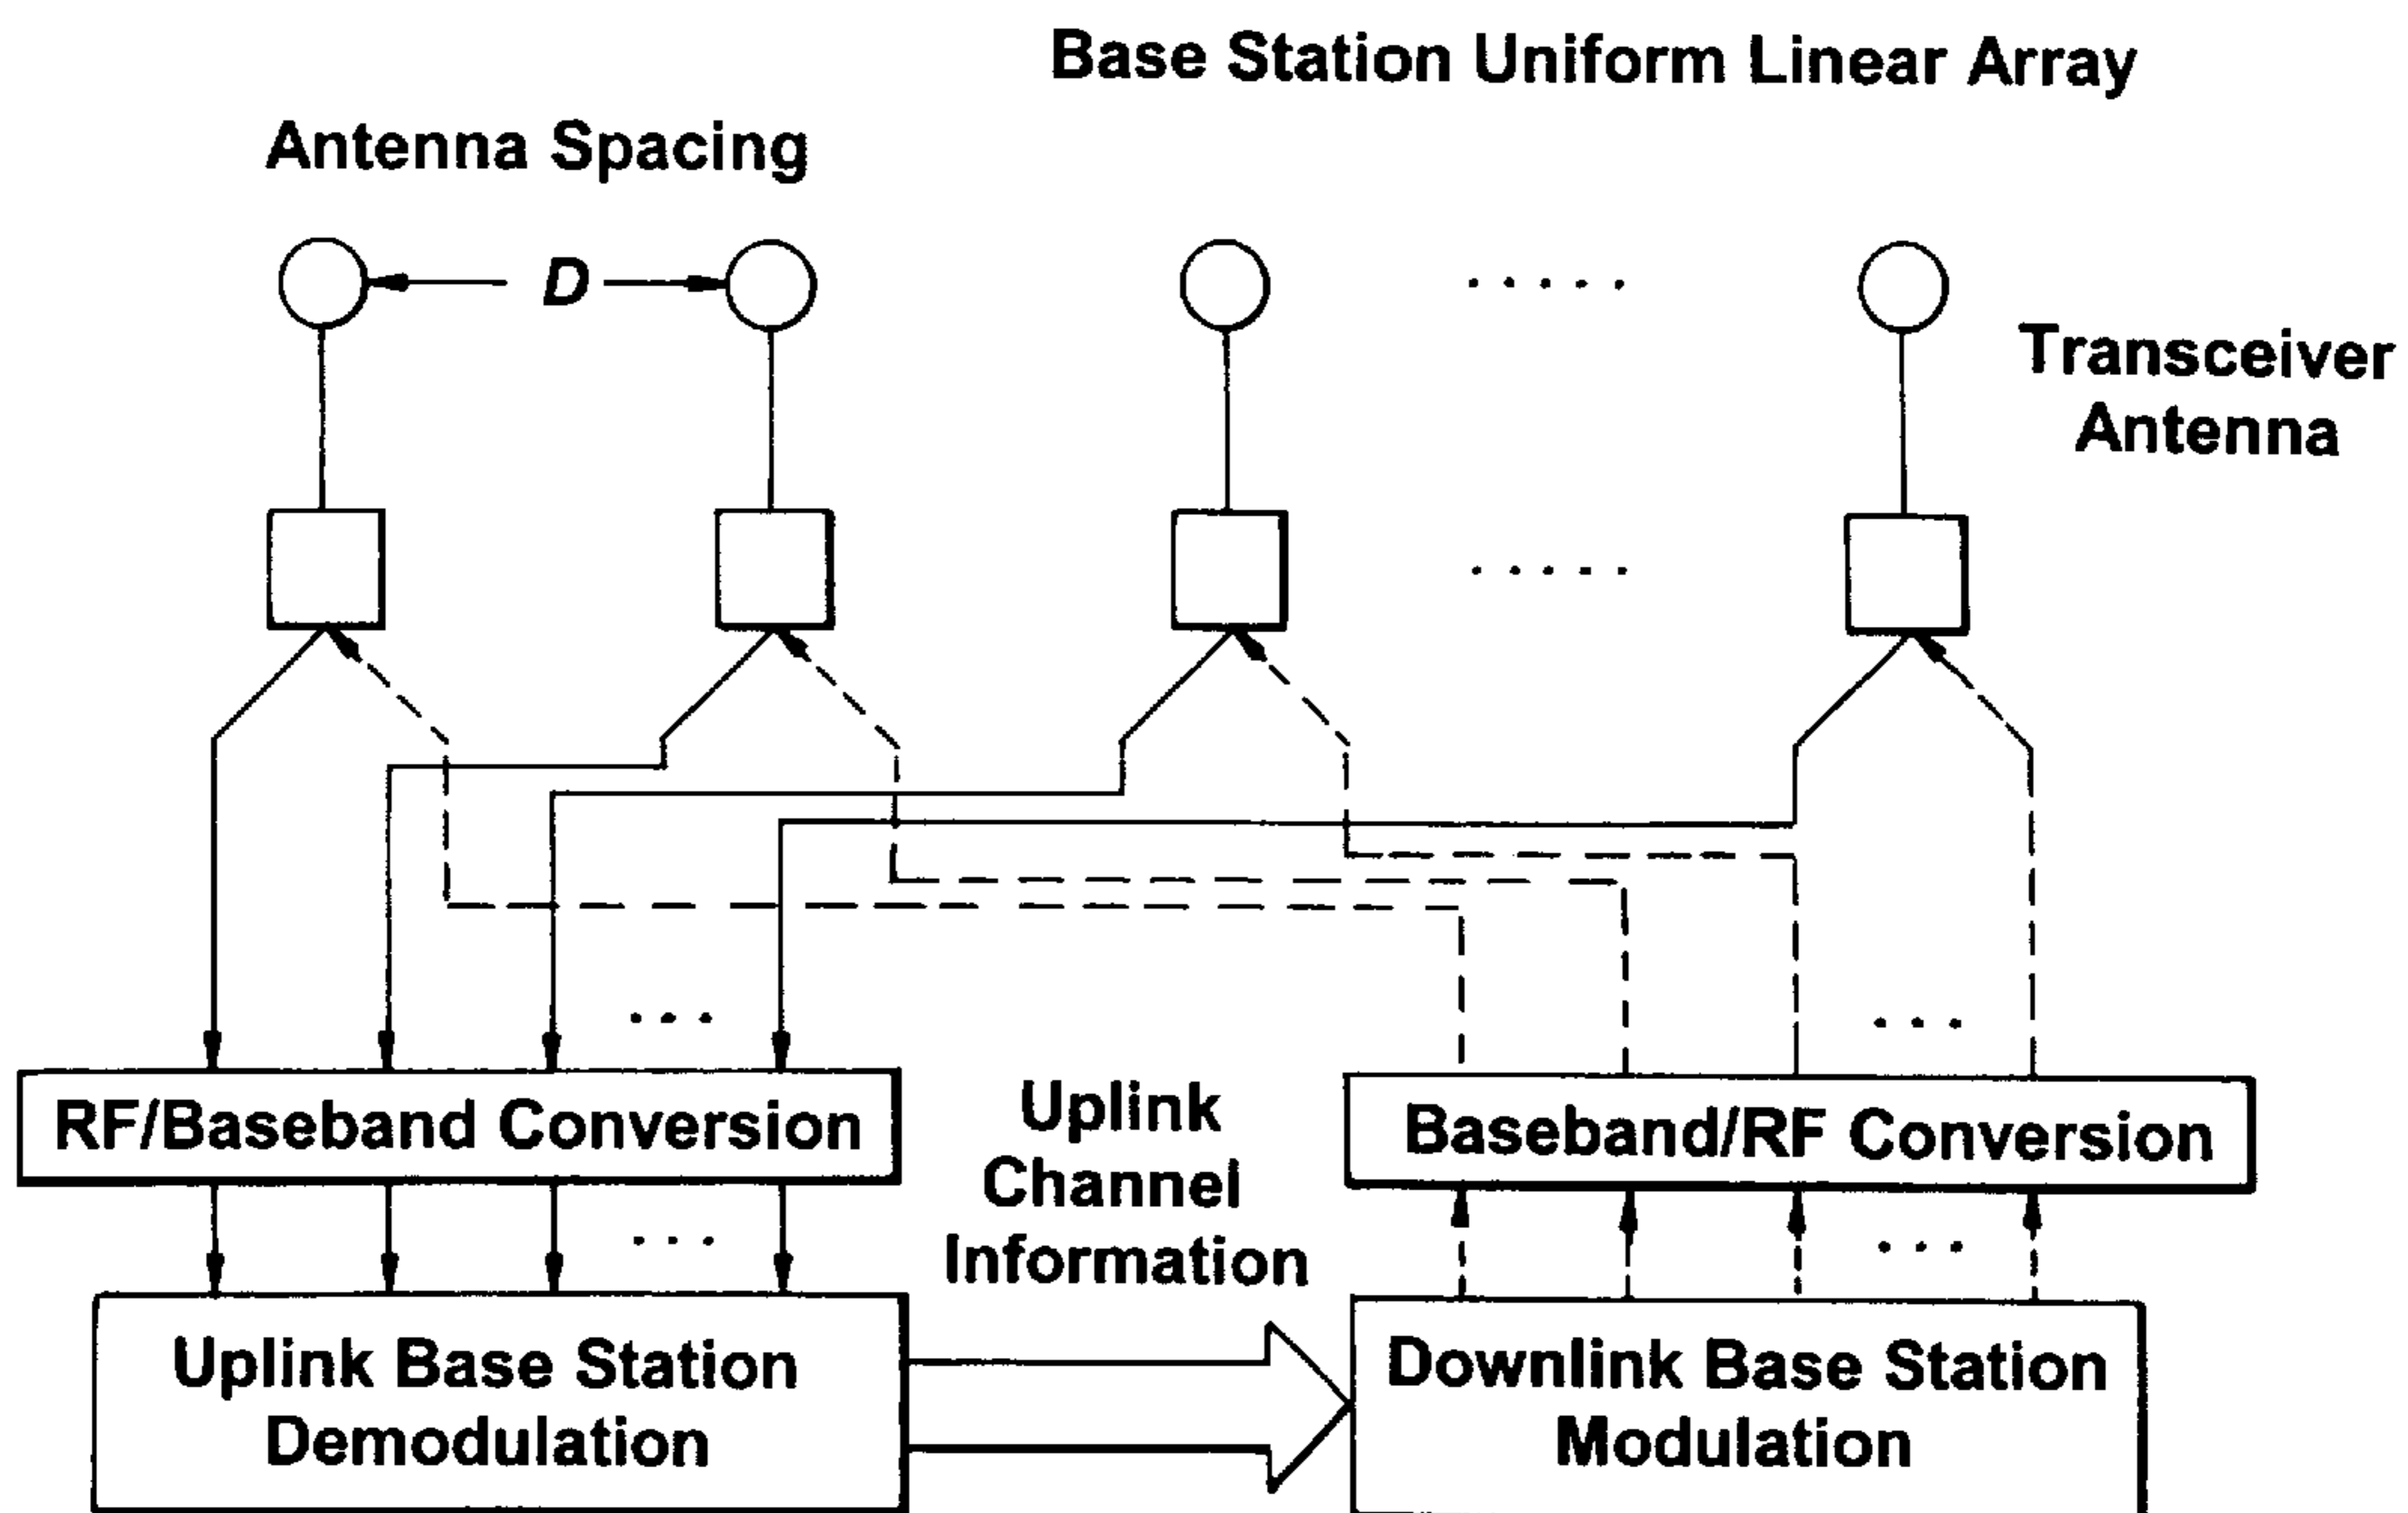 Base Station Uniform Linear Array
Antenna Spacing
D
Transceiver
Antenna
RF/Baseband Conversion
Uplink
Channel
Information
Baseband/RF Conversion
Uplink Base Station
Demodulation
Downlink Base Station
Modulation